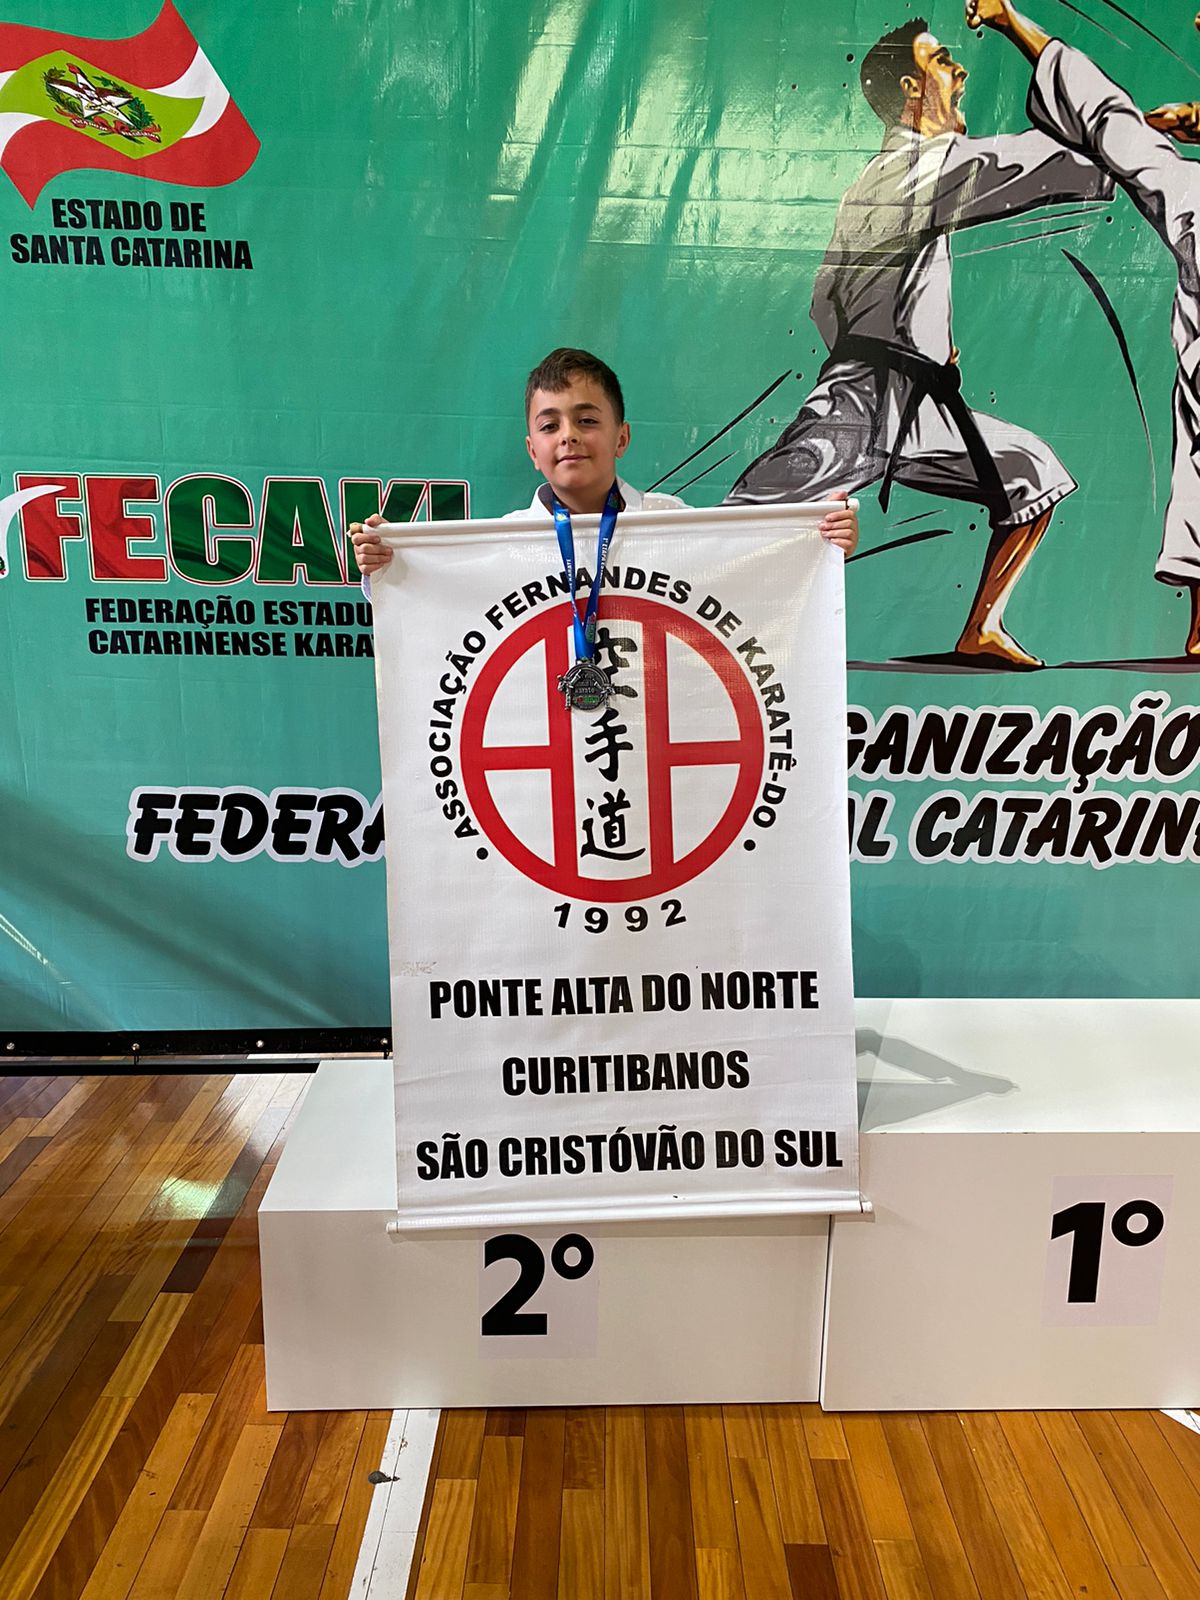 ESTADO DE
SANTA CATARINA
FECAKI
FEDERAÇÃO ESTADU
CATARINENSE KARA
GANIZAÇÃO
FEDERA
AL CATARIN
ASSOCIAÇÃO FERNANDES DE KARATÊ-DO
空手道
1992
PONTE ALTA DO NORTE
CURITIBANOS
SÃO CRISTÓVÃO DO SUL
2º
1º